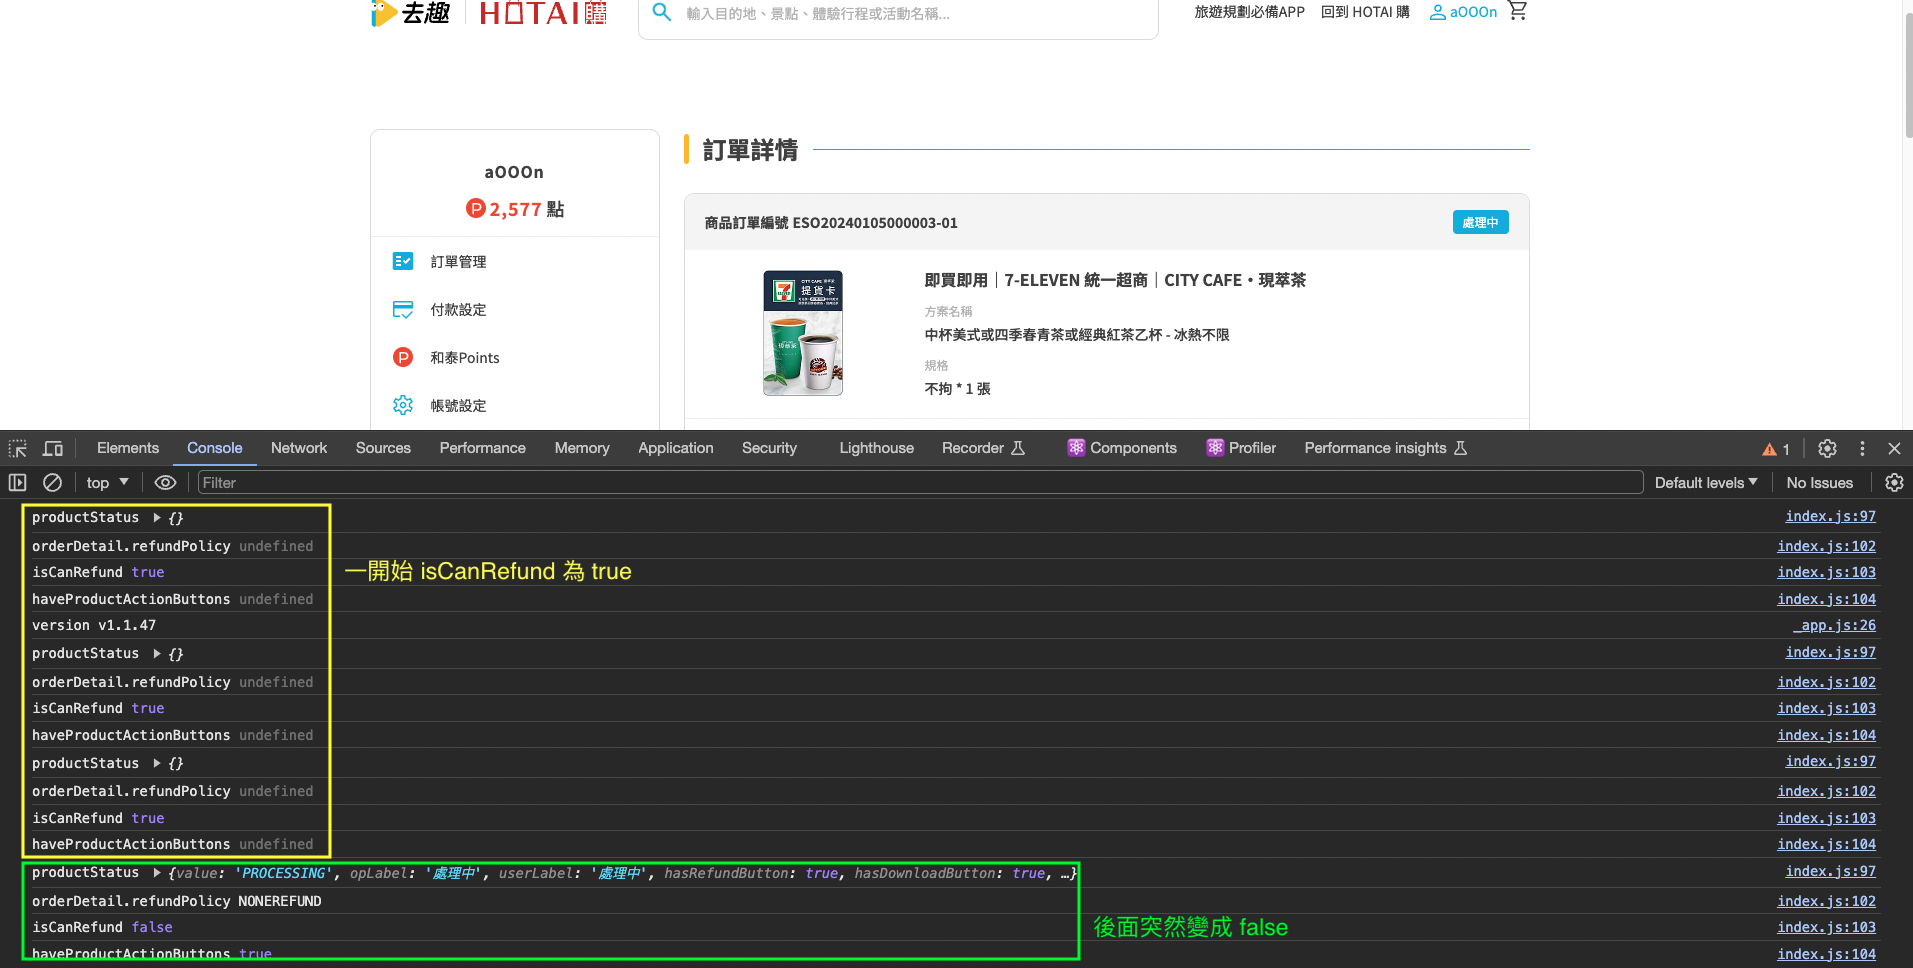 去趣 HOTAI購
輸入目的地、景點、體驗行程或活動名稱...
旅遊規劃必備APP 回到 HOTAI 購 aOOOn
aOOOn
P 2,577 點
訂單管理
付款設定
P 和泰Points
帳號設定
訂單詳情
商品訂單編號 ESO20240105000003-01 處理中
即買即用｜7-ELEVEN 統一超商｜CITY CAFE・現萃茶
方案名稱
中杯美式或四季春青茶或經典紅茶乙杯 - 冰熱不限
規格
不拘 * 1 張
CITY CAFE
提貨卡
Elements Console Network Sources Performance Memory Application Security Lighthouse Recorder Components Profiler Performance insights 1
top Filter Default levels No Issues
productStatus {} index.js:97
orderDetail.refundPolicy undefined index.js:102
isCanRefund true index.js:103
一開始 isCanRefund 為 true
haveProductActionButtons undefined index.js:104
version v1.1.47 _app.js:26
productStatus {} index.js:97
orderDetail.refundPolicy undefined index.js:102
isCanRefund true index.js:103
haveProductActionButtons undefined index.js:104
productStatus {} index.js:97
orderDetail.refundPolicy undefined index.js:102
isCanRefund true index.js:103
haveProductActionButtons undefined index.js:104
productStatus {value: 'PROCESSING', opLabel: '處理中', userLabel: '處理中', hasRefundButton: true, hasDownloadButton: true, …} index.js:97
orderDetail.refundPolicy NONEREFUND index.js:102
isCanRefund false index.js:103
後面突然變成 false
haveProductActionButtons true index.js:104